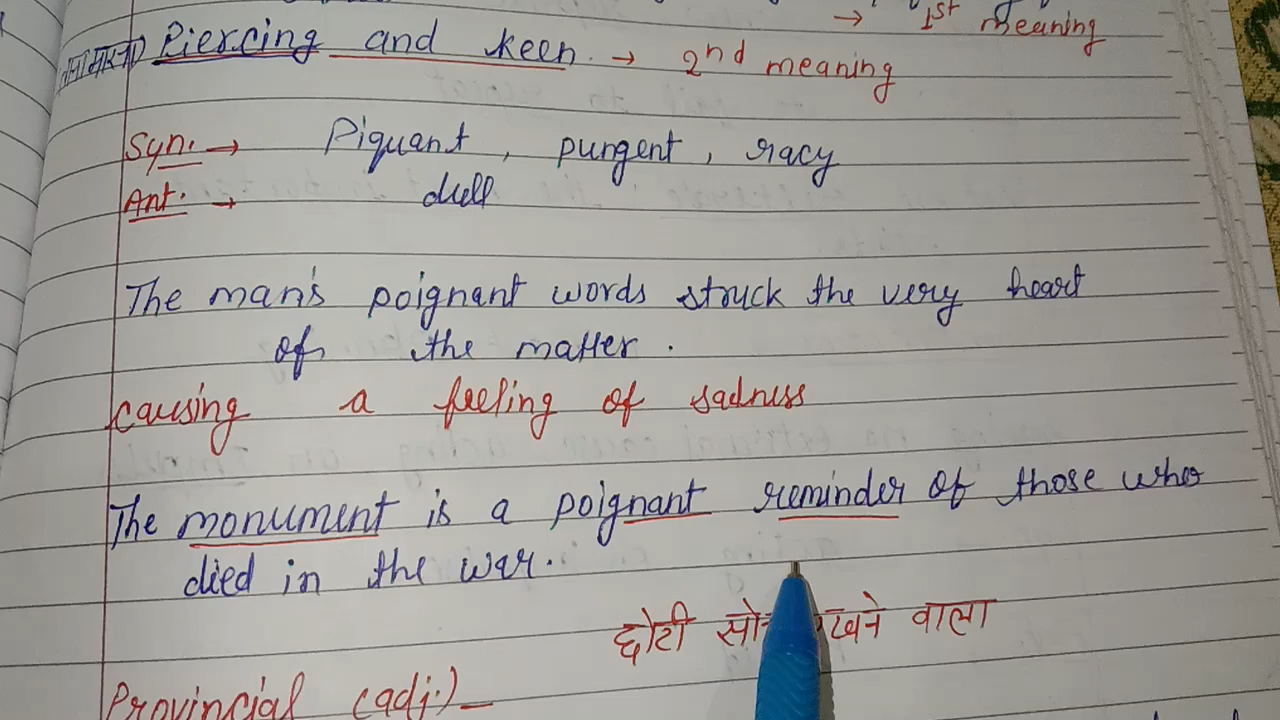 → 1st meaning
Piercing and keen. → 2nd meaning
Syn. → Piquant, pungent, racy
Ant. → dull
The man's poignant words struck the very heart
of the matter.
causing a feeling of sadness
The monument is a poignant reminder of those who
died in the war.
छोटी रखने वाला
Provincial (adj.) –